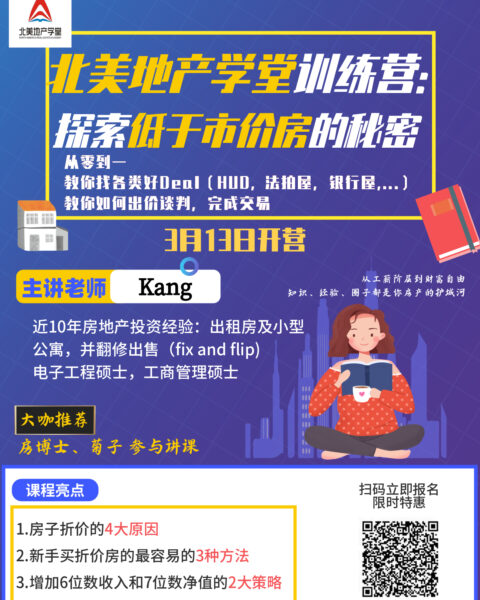 北美地产学堂
北美地产学堂训练营:
探索低于市价房的秘密
从零到一
教你找各类好Deal（HUD, 法拍屋, 银行屋,...）
教你如何出价谈判, 完成交易
3月13日开营
主讲老师 Kang
从工薪阶层到财富自由
知识、经验、圈子都是你房产的护城河
近10年房地产投资经验：出租房及小型
公寓，并翻修出售（fix and flip)
电子工程硕士，工商管理硕士
大咖推荐
房博士、菊子 参与讲课
课程亮点
扫码立即报名
限时特惠
1.房子折价的4大原因
2.新手买折价房的最容易的3种方法
3.增加6位数收入和7位数净值的2大策略